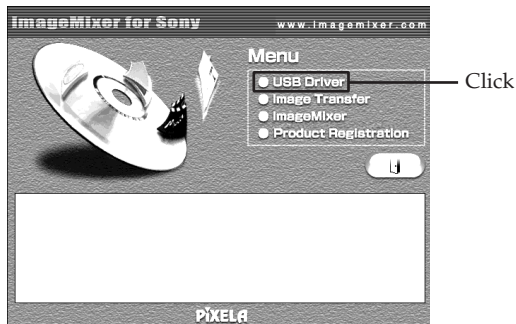 ImageMixer for Sony
www.imagemixer.com
Menu
USB Driver
Click
Image Transfer
ImageMixer
Product Registration
PIXELA